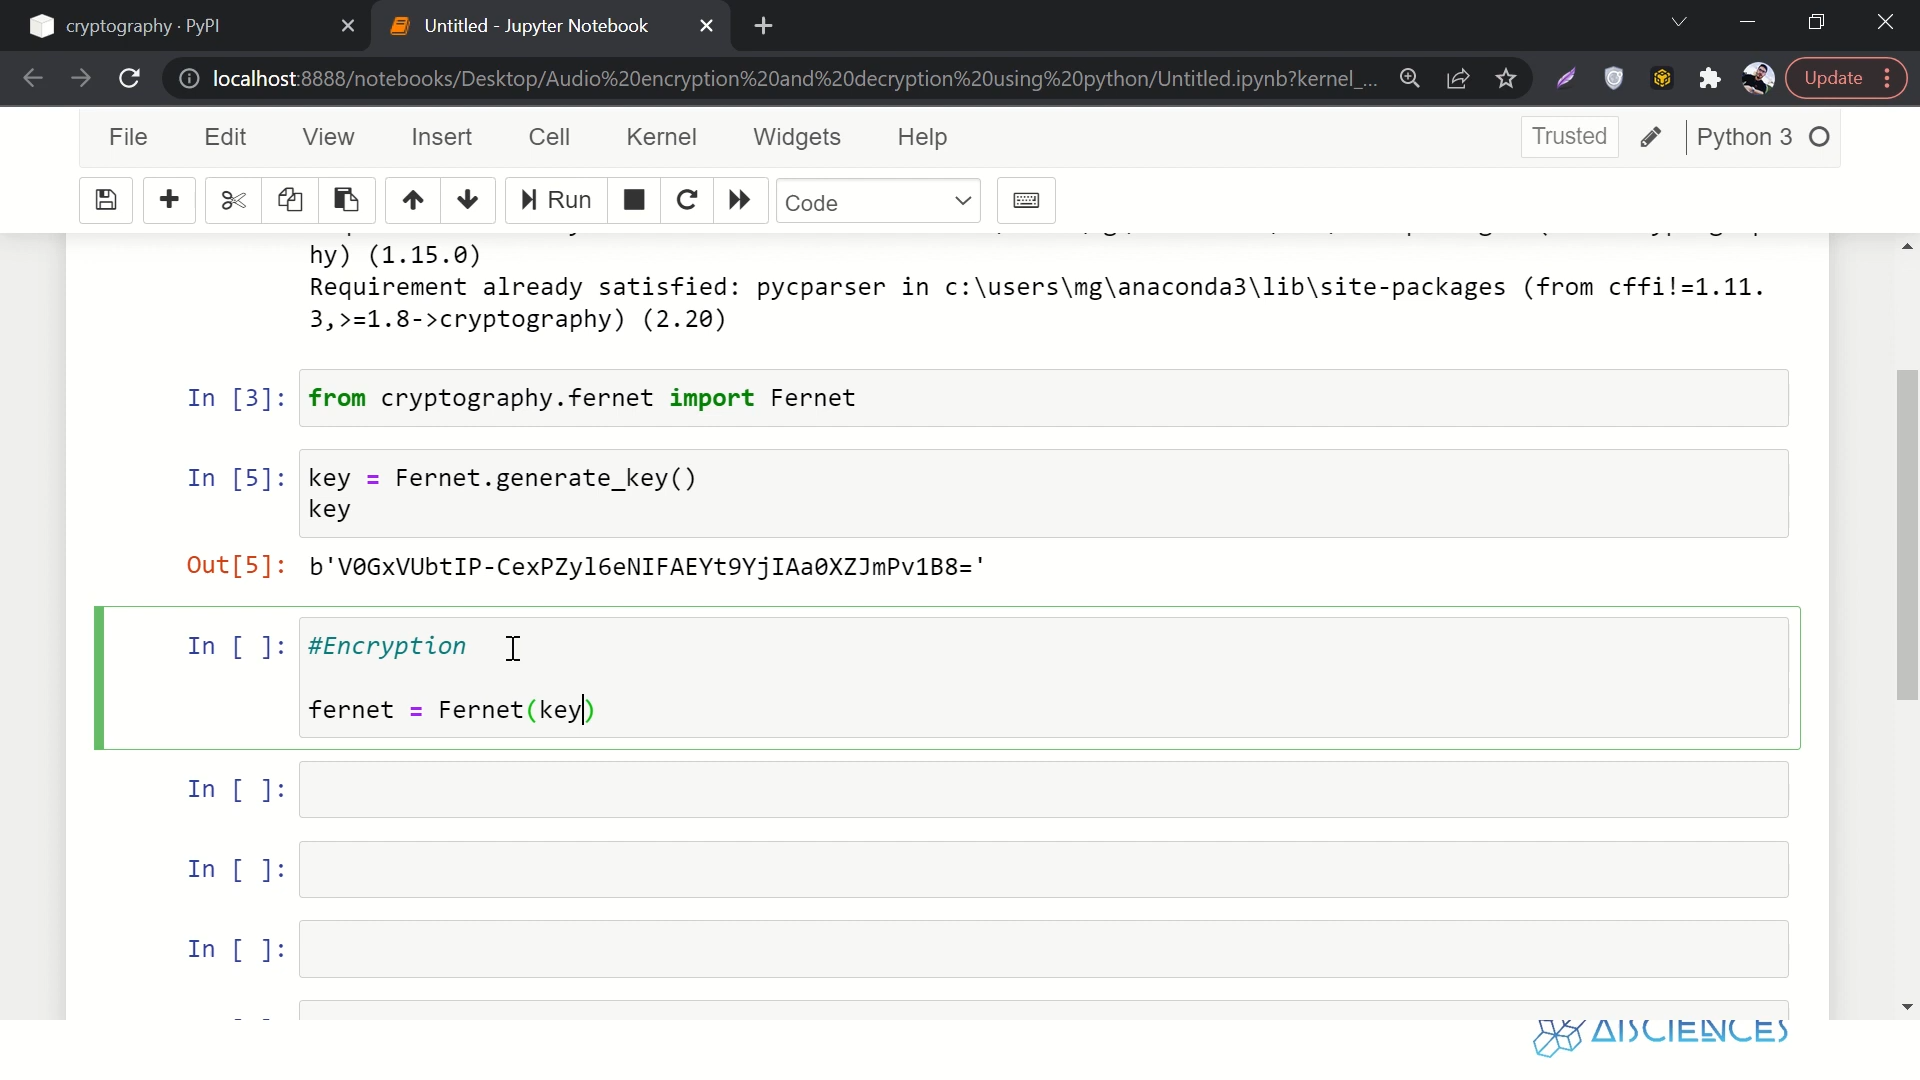 cryptography · PyPI
Untitled - Jupyter Notebook
localhost:8888/notebooks/Desktop/Audio%20encryption%20and%20decryption%20using%20python/Untitled.ipynb?kernel_...
Update
File Edit View Insert Cell Kernel Widgets Help
Trusted
Python 3
Run
Code
hy) (1.15.0)
Requirement already satisfied: pycparser in c:\users\mg\anaconda3\lib\site-packages (from cffi!=1.11.
3,>=1.8->cryptography) (2.20)
In [3]: from cryptography.fernet import Fernet
In [5]: key = Fernet.generate_key()
key
Out[5]: b'V0GxVUbtIP-CexPZyl6eNIFAEYt9YjIAa0XZJmPv1B8='
In [ ]: #Encryption
fernet = Fernet(key)
In [ ]:
In [ ]:
In [ ]:
AISCIENCES